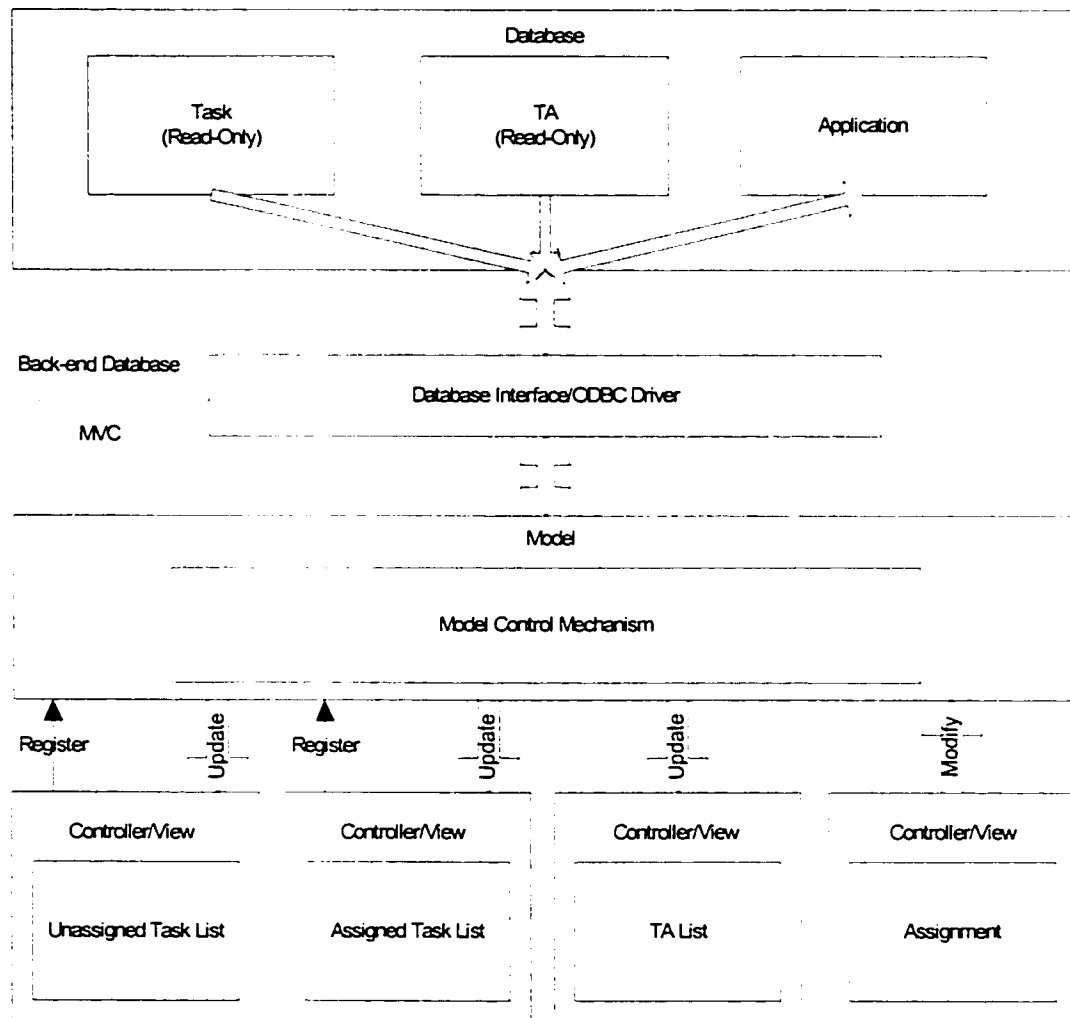 Database
Task
(Read-Only)
TA
(Read-Only)
Application
Back-end Database
MVC
Database Interface/ODBC Driver
Model
Model Control Mechanism
Register
Update
Register
Update
Update
Modify
Controller/View
Controller/View
Controller/View
Controller/View
Unassigned Task List
Assigned Task List
TA List
Assignment